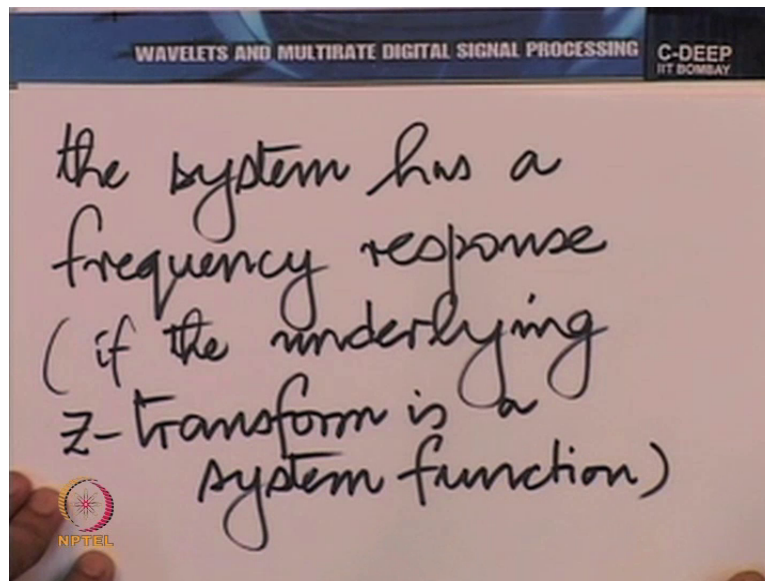 WAVELETS AND MULTIRATE DIGITAL SIGNAL PROCESSING
C-DEEP
IIT BOMBAY
the system has a
frequency response
(if the underlying
z-transform is a
system function)
NPTEL